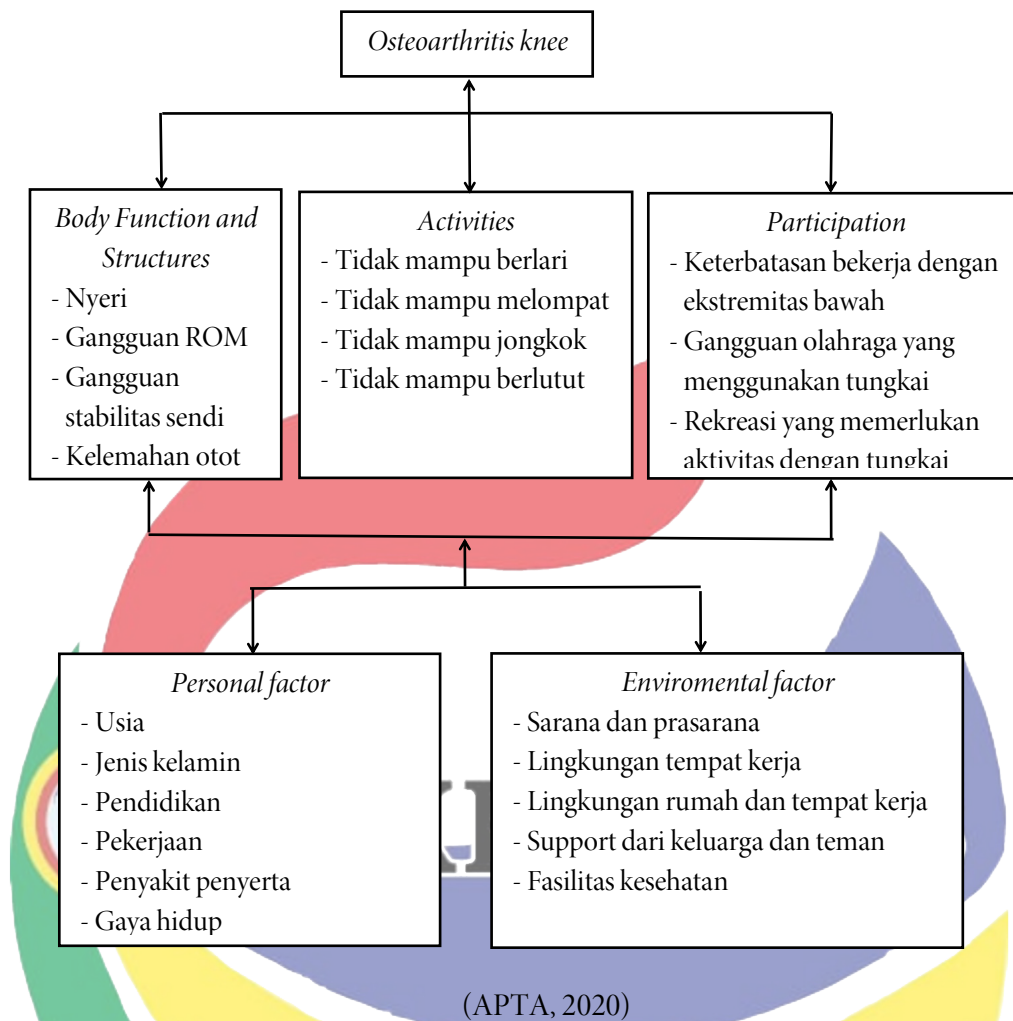 Osteoarthritis knee
Body Function and
Structures
- Nyeri
- Gangguan ROM
- Gangguan
stabilitas sendi
- Kelemahan otot
Activities
- Tidak mampu berlari
- Tidak mampu melompat
- Tidak mampu jongkok
- Tidak mampu berlutut
Participation
- Keterbatasan bekerja dengan
ekstremitas bawah
- Gangguan olahraga yang
menggunakan tungkai
- Rekreasi yang memerlukan
aktivitas dengan tungkai
Personal factor
- Usia
- Jenis kelamin
- Pendidikan
- Pekerjaan
- Penyakit penyerta
- Gaya hidup
Enviromental factor
- Sarana dan prasarana
- Lingkungan tempat kerja
- Lingkungan rumah dan tempat kerja
- Support dari keluarga dan teman
- Fasilitas kesehatan
(APTA, 2020)